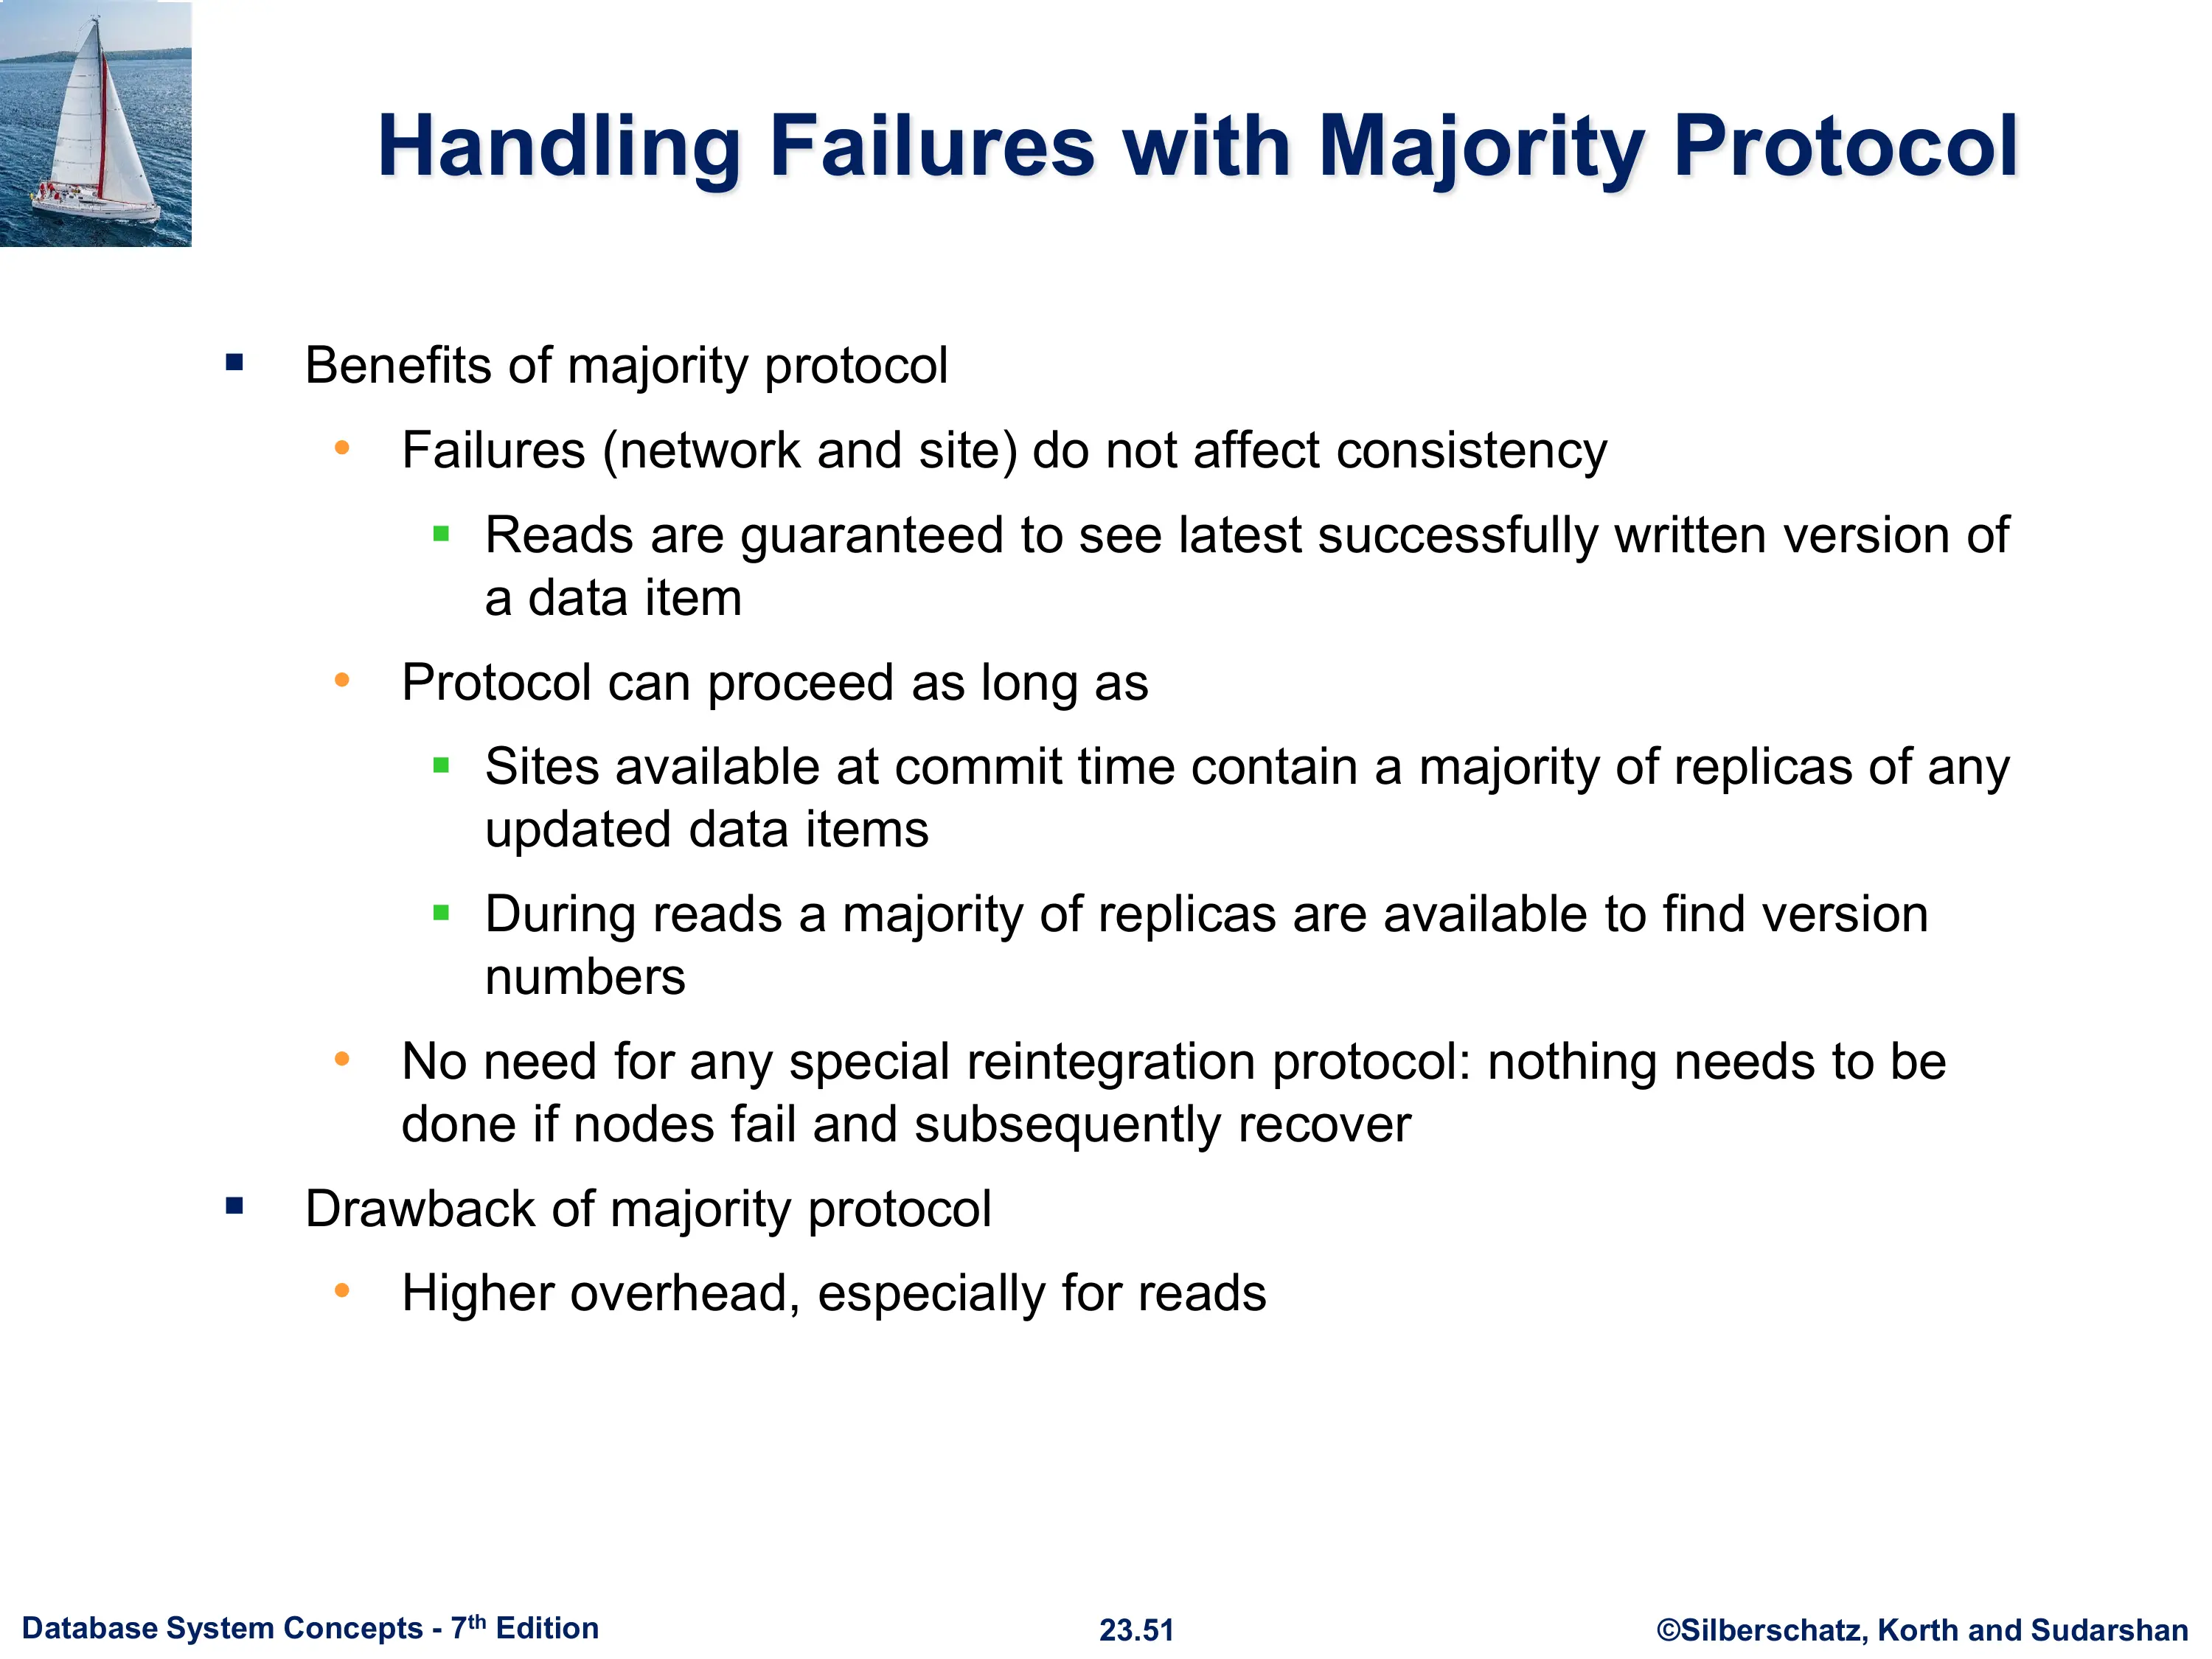 Handling Failures with Majority Protocol
▪ Benefits of majority protocol
• Failures (network and site) do not affect consistency
▪ Reads are guaranteed to see latest successfully written version of
a data item
• Protocol can proceed as long as
▪ Sites available at commit time contain a majority of replicas of any
updated data items
▪ During reads a majority of replicas are available to find version
numbers
• No need for any special reintegration protocol: nothing needs to be
done if nodes fail and subsequently recover
▪ Drawback of majority protocol
• Higher overhead, especially for reads
Database System Concepts - 7th Edition
23.51
©Silberschatz, Korth and Sudarshan